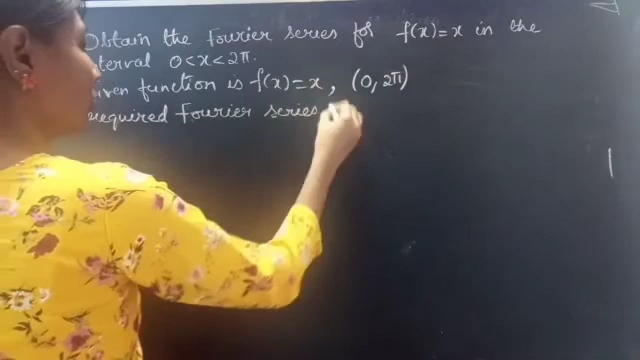 Obtain the Fourier series for f(x)=x in the
interval 0<x<2π.
Given function is f(x)=x, (0, 2π)
Required Fourier series